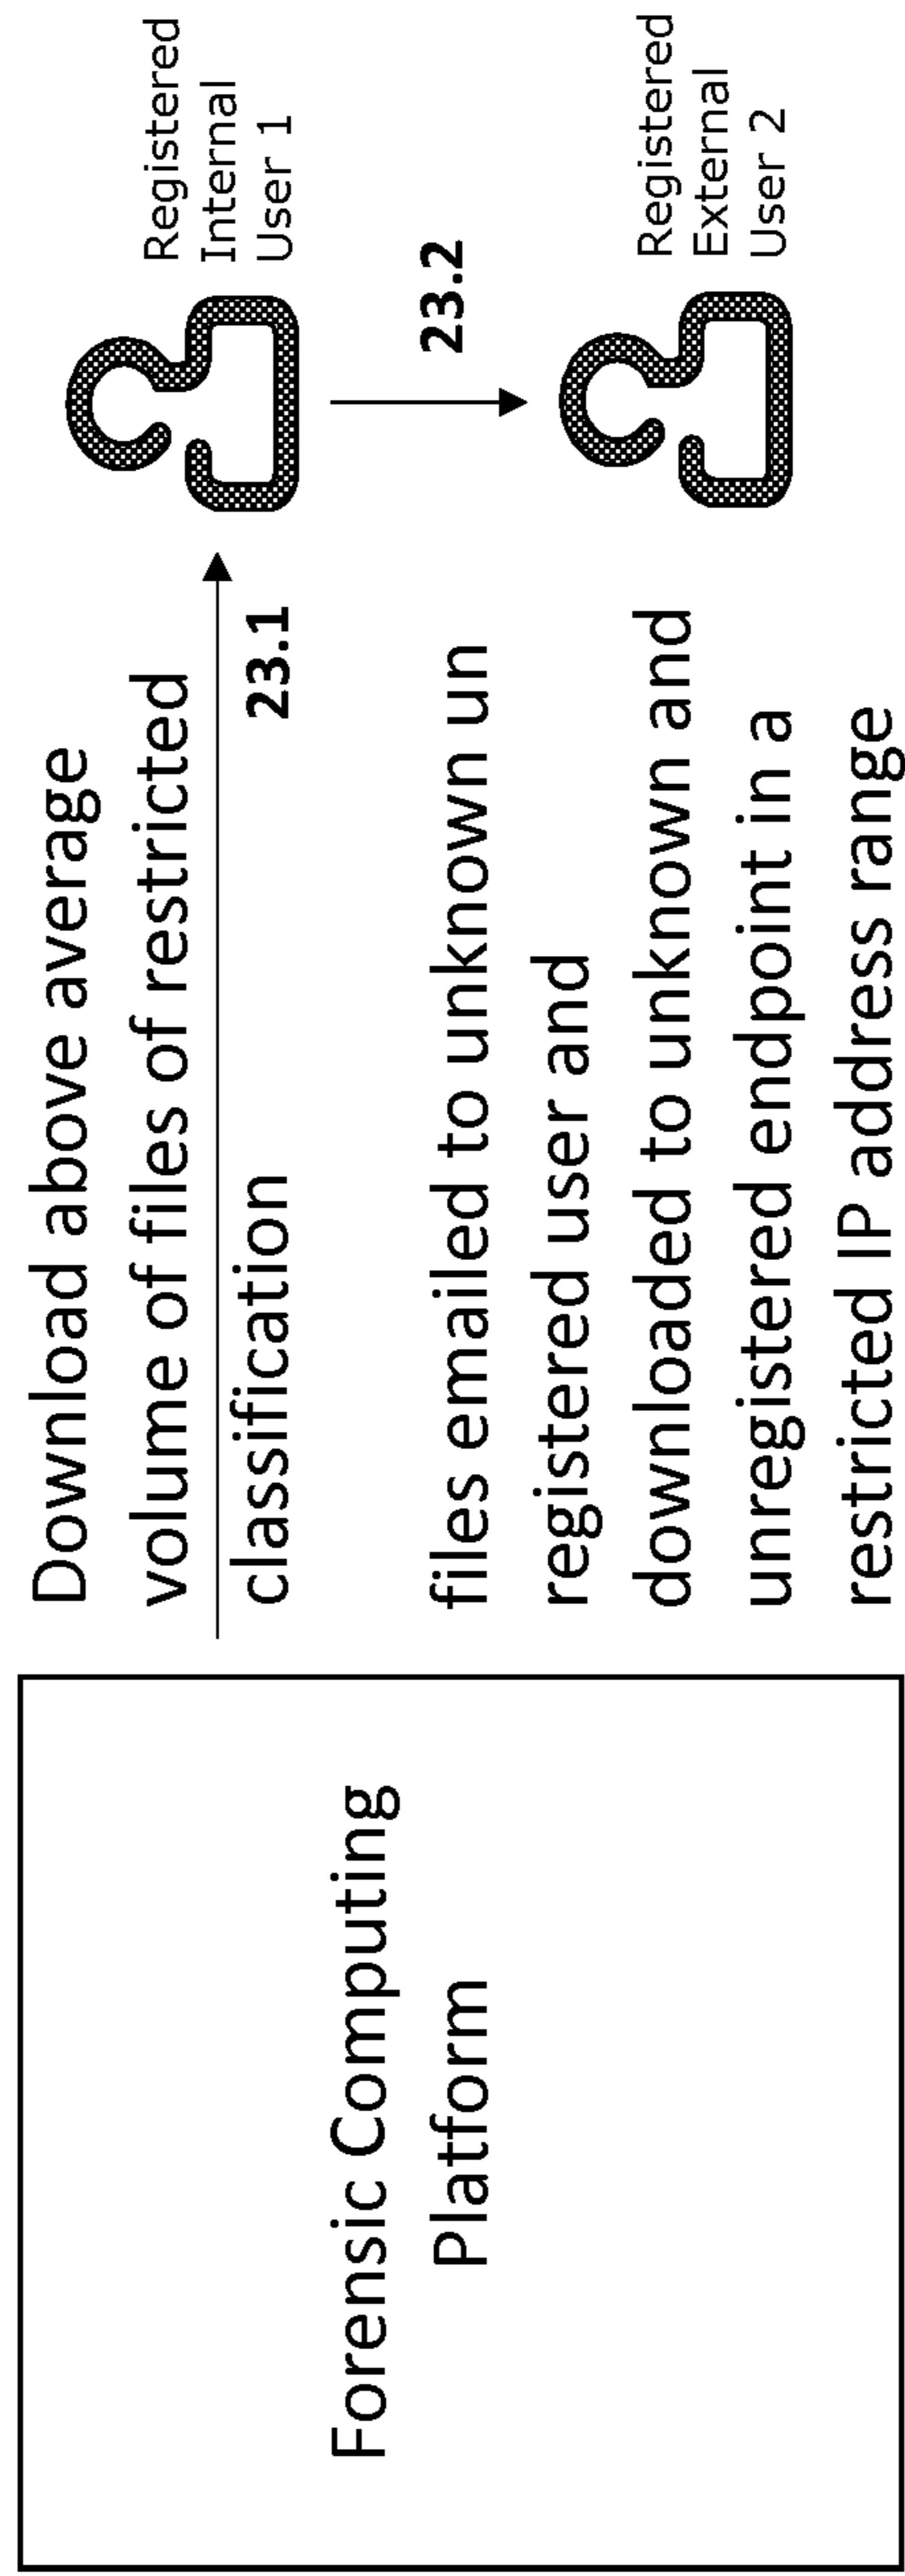 Forensic Computing
Platform
Download above average
volume of files of restricted
classification
23.1
files emailed to unknown un
registered user and
downloaded to unknown and
unregistered endpoint in a
restricted IP address range
Registered
Internal
User 1
23.2
Registered
External
User 2